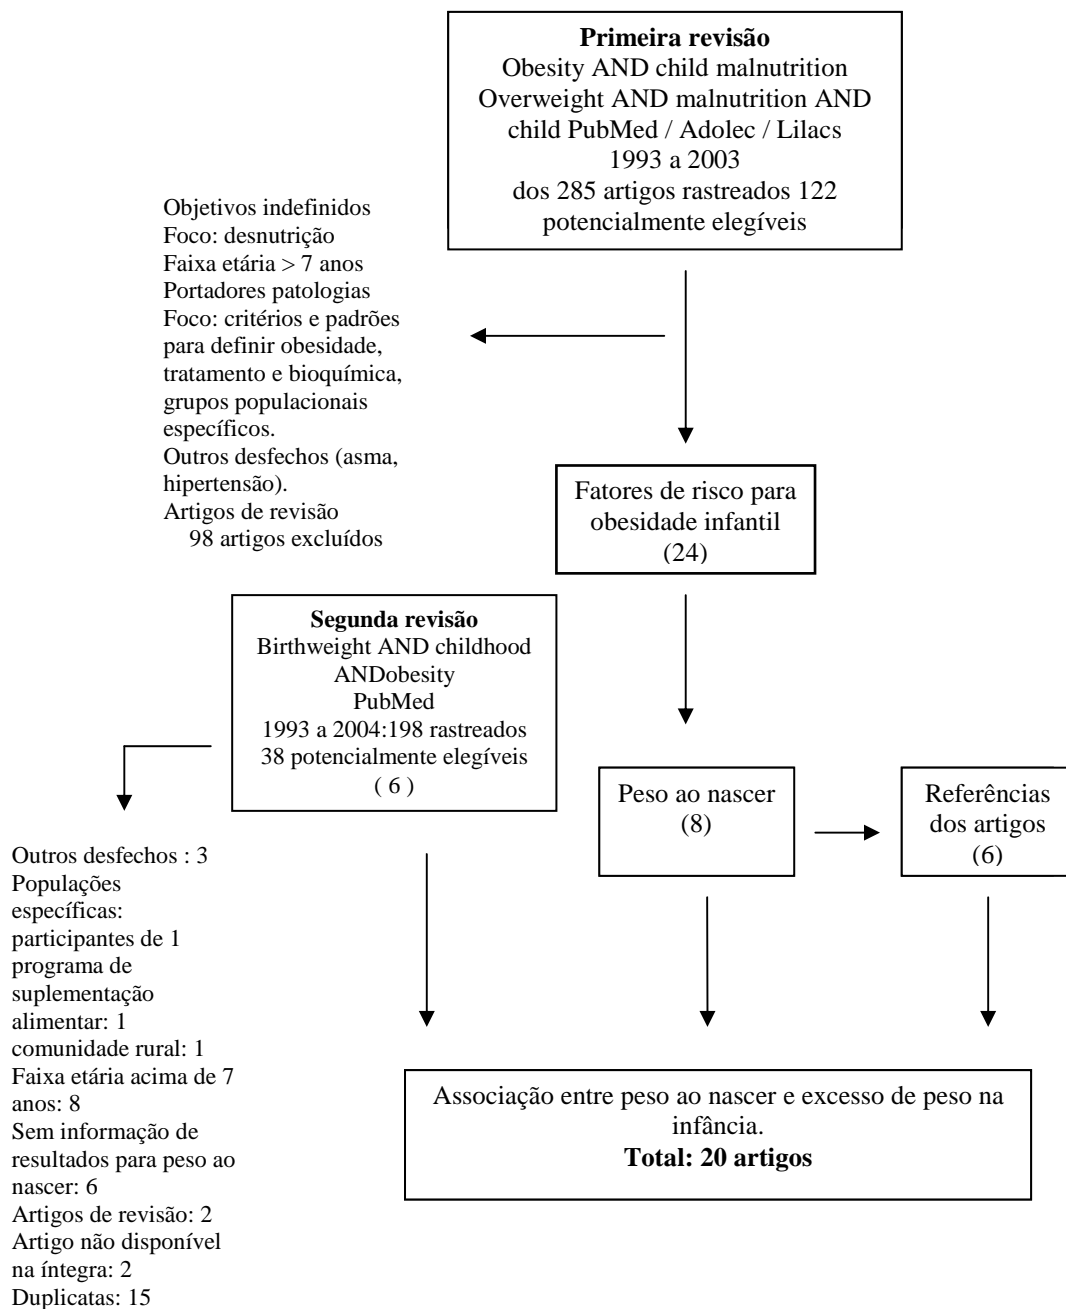 Primeira revisão
Obesity AND child malnutrition
Overweight AND malnutrition AND
child PubMed / Adolec / Lilacs
1993 a 2003
dos 285 artigos rastreados 122
potencialmente elegíveis
Objetivos indefinidos
Foco: desnutrição
Faixa etária > 7 anos
Portadores patologias
Foco: critérios e padrões
para definir obesidade,
tratamento e bioquímica,
grupos populacionais
específicos.
Outros desfechos (asma,
hipertensão).
Artigos de revisão
98 artigos excluídos
Fatores de risco para
obesidade infantil
(24)
Segunda revisão
Birthweight AND childhood
ANDobesity
PubMed
1993 a 2004:198 rastreados
38 potencialmente elegíveis
( 6 )
Peso ao nascer
(8)
Referências
dos artigos
(6)
Outros desfechos : 3
Populações
específicas:
participantes de 1
programa de
suplementação
alimentar: 1
comunidade rural: 1
Faixa etária acima de 7
anos: 8
Sem informação de
resultados para peso ao
nascer: 6
Artigos de revisão: 2
Artigo não disponível
na íntegra: 2
Duplicatas: 15
Associação entre peso ao nascer e excesso de peso na
infância.
Total: 20 artigos